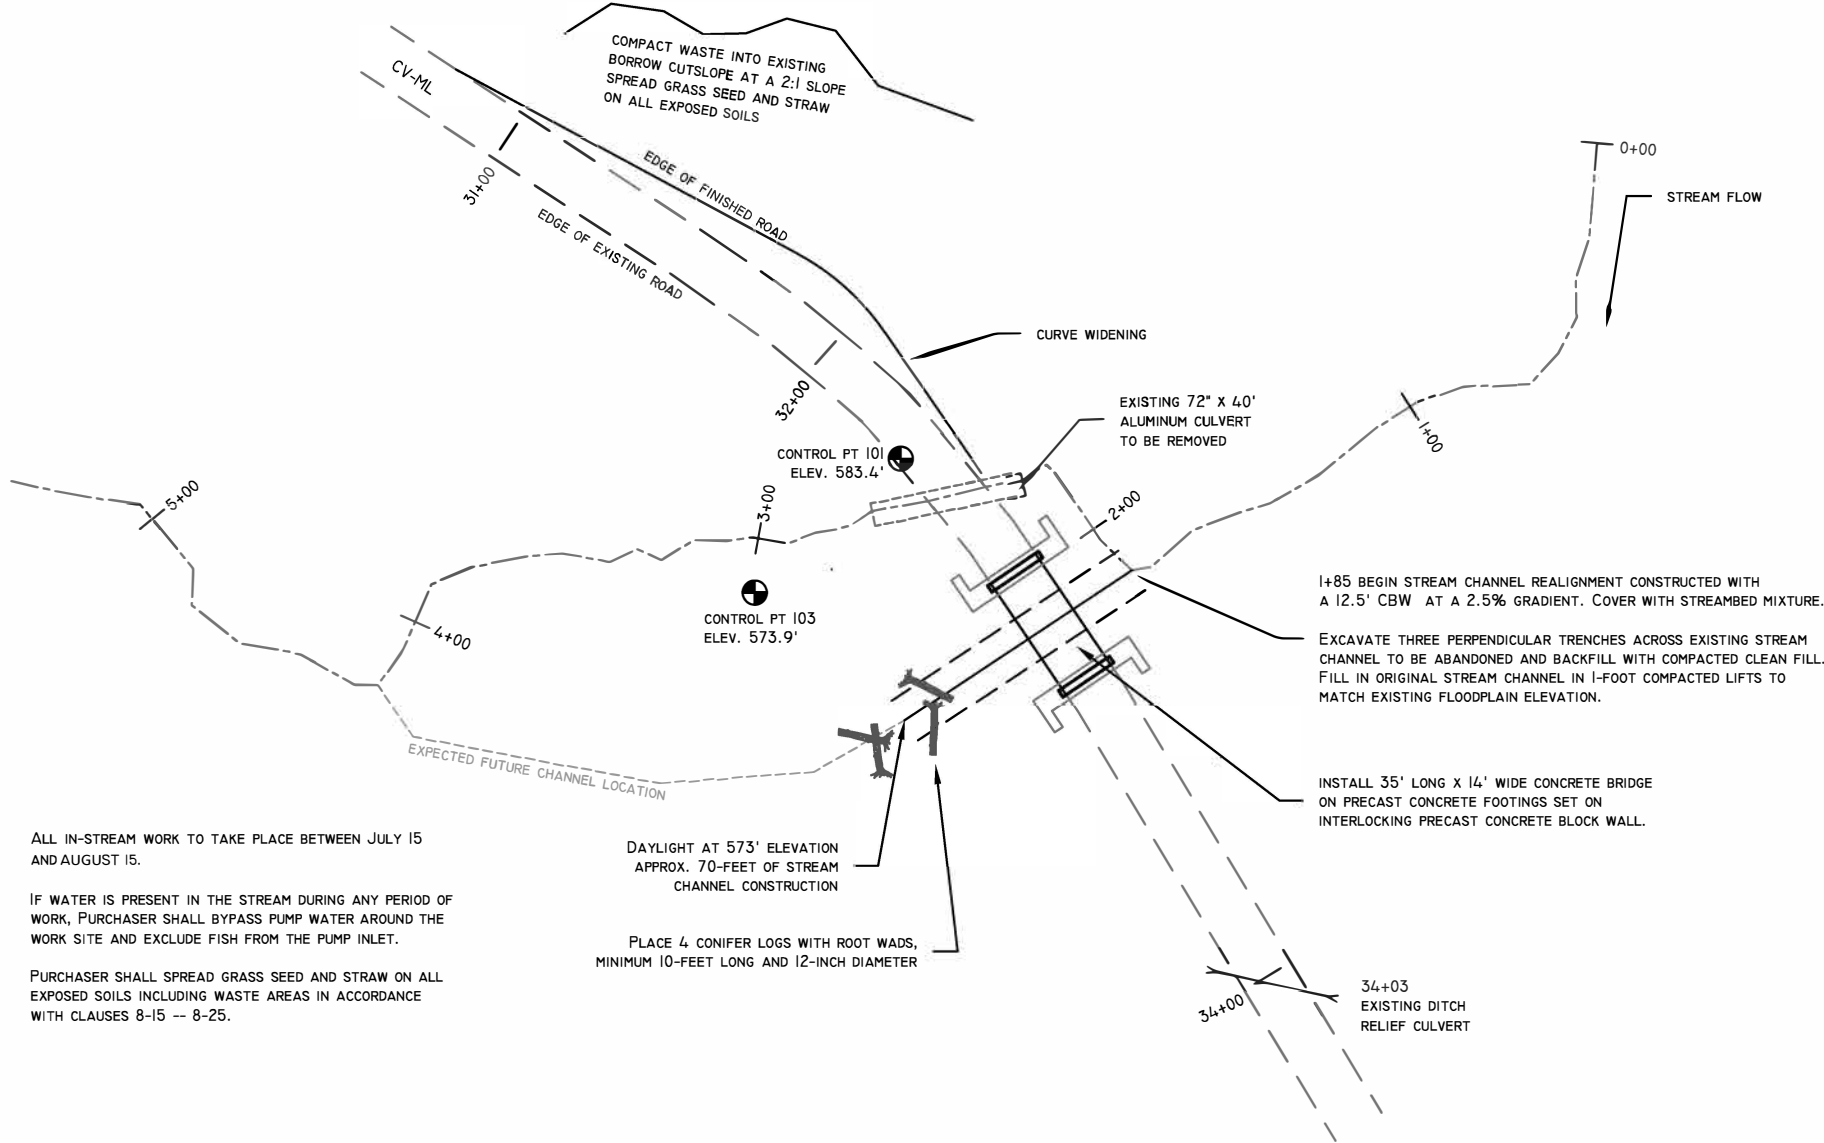 COMPACT WASTE INTO EXISTING
BORROW CUTSLOPE AT A 2:1 SLOPE
SPREAD GRASS SEED AND STRAW
ON ALL EXPOSED SOILS
CV-ML
31+00
EDGE OF FINISHED ROAD
EDGE OF EXISTING ROAD
0+00
STREAM FLOW
CURVE WIDENING
32+00
EXISTING 72" X 40'
ALUMINUM CULVERT
TO BE REMOVED
1+00
CONTROL PT 101
ELEV. 583.4'
5+00
3+00
2+00
CONTROL PT 103
ELEV. 573.9'
4+00
1+85 BEGIN STREAM CHANNEL REALIGNMENT CONSTRUCTED WITH
A 12.5' CBW AT A 2.5% GRADIENT. COVER WITH STREAMBED MIXTURE.
EXCAVATE THREE PERPENDICULAR TRENCHES ACROSS EXISTING STREAM
CHANNEL TO BE ABANDONED AND BACKFILL WITH COMPACTED CLEAN FILL.
FILL IN ORIGINAL STREAM CHANNEL IN 1-FOOT COMPACTED LIFTS TO
MATCH EXISTING FLOODPLAIN ELEVATION.
EXPECTED FUTURE CHANNEL LOCATION
INSTALL 35' LONG X 14' WIDE CONCRETE BRIDGE
ON PRECAST CONCRETE FOOTINGS SET ON
INTERLOCKING PRECAST CONCRETE BLOCK WALL.
ALL IN-STREAM WORK TO TAKE PLACE BETWEEN JULY 15
AND AUGUST 15.
IF WATER IS PRESENT IN THE STREAM DURING ANY PERIOD OF
WORK, PURCHASER SHALL BYPASS PUMP WATER AROUND THE
WORK SITE AND EXCLUDE FISH FROM THE PUMP INLET.
PURCHASER SHALL SPREAD GRASS SEED AND STRAW ON ALL
EXPOSED SOILS INCLUDING WASTE AREAS IN ACCORDANCE
WITH CLAUSES 8-15 -- 8-25.
DAYLIGHT AT 573' ELEVATION
APPROX. 70-FEET OF STREAM
CHANNEL CONSTRUCTION
PLACE 4 CONIFER LOGS WITH ROOT WADS,
MINIMUM 10-FEET LONG AND 12-INCH DIAMETER
34+00
34+03
EXISTING DITCH
RELIEF CULVERT